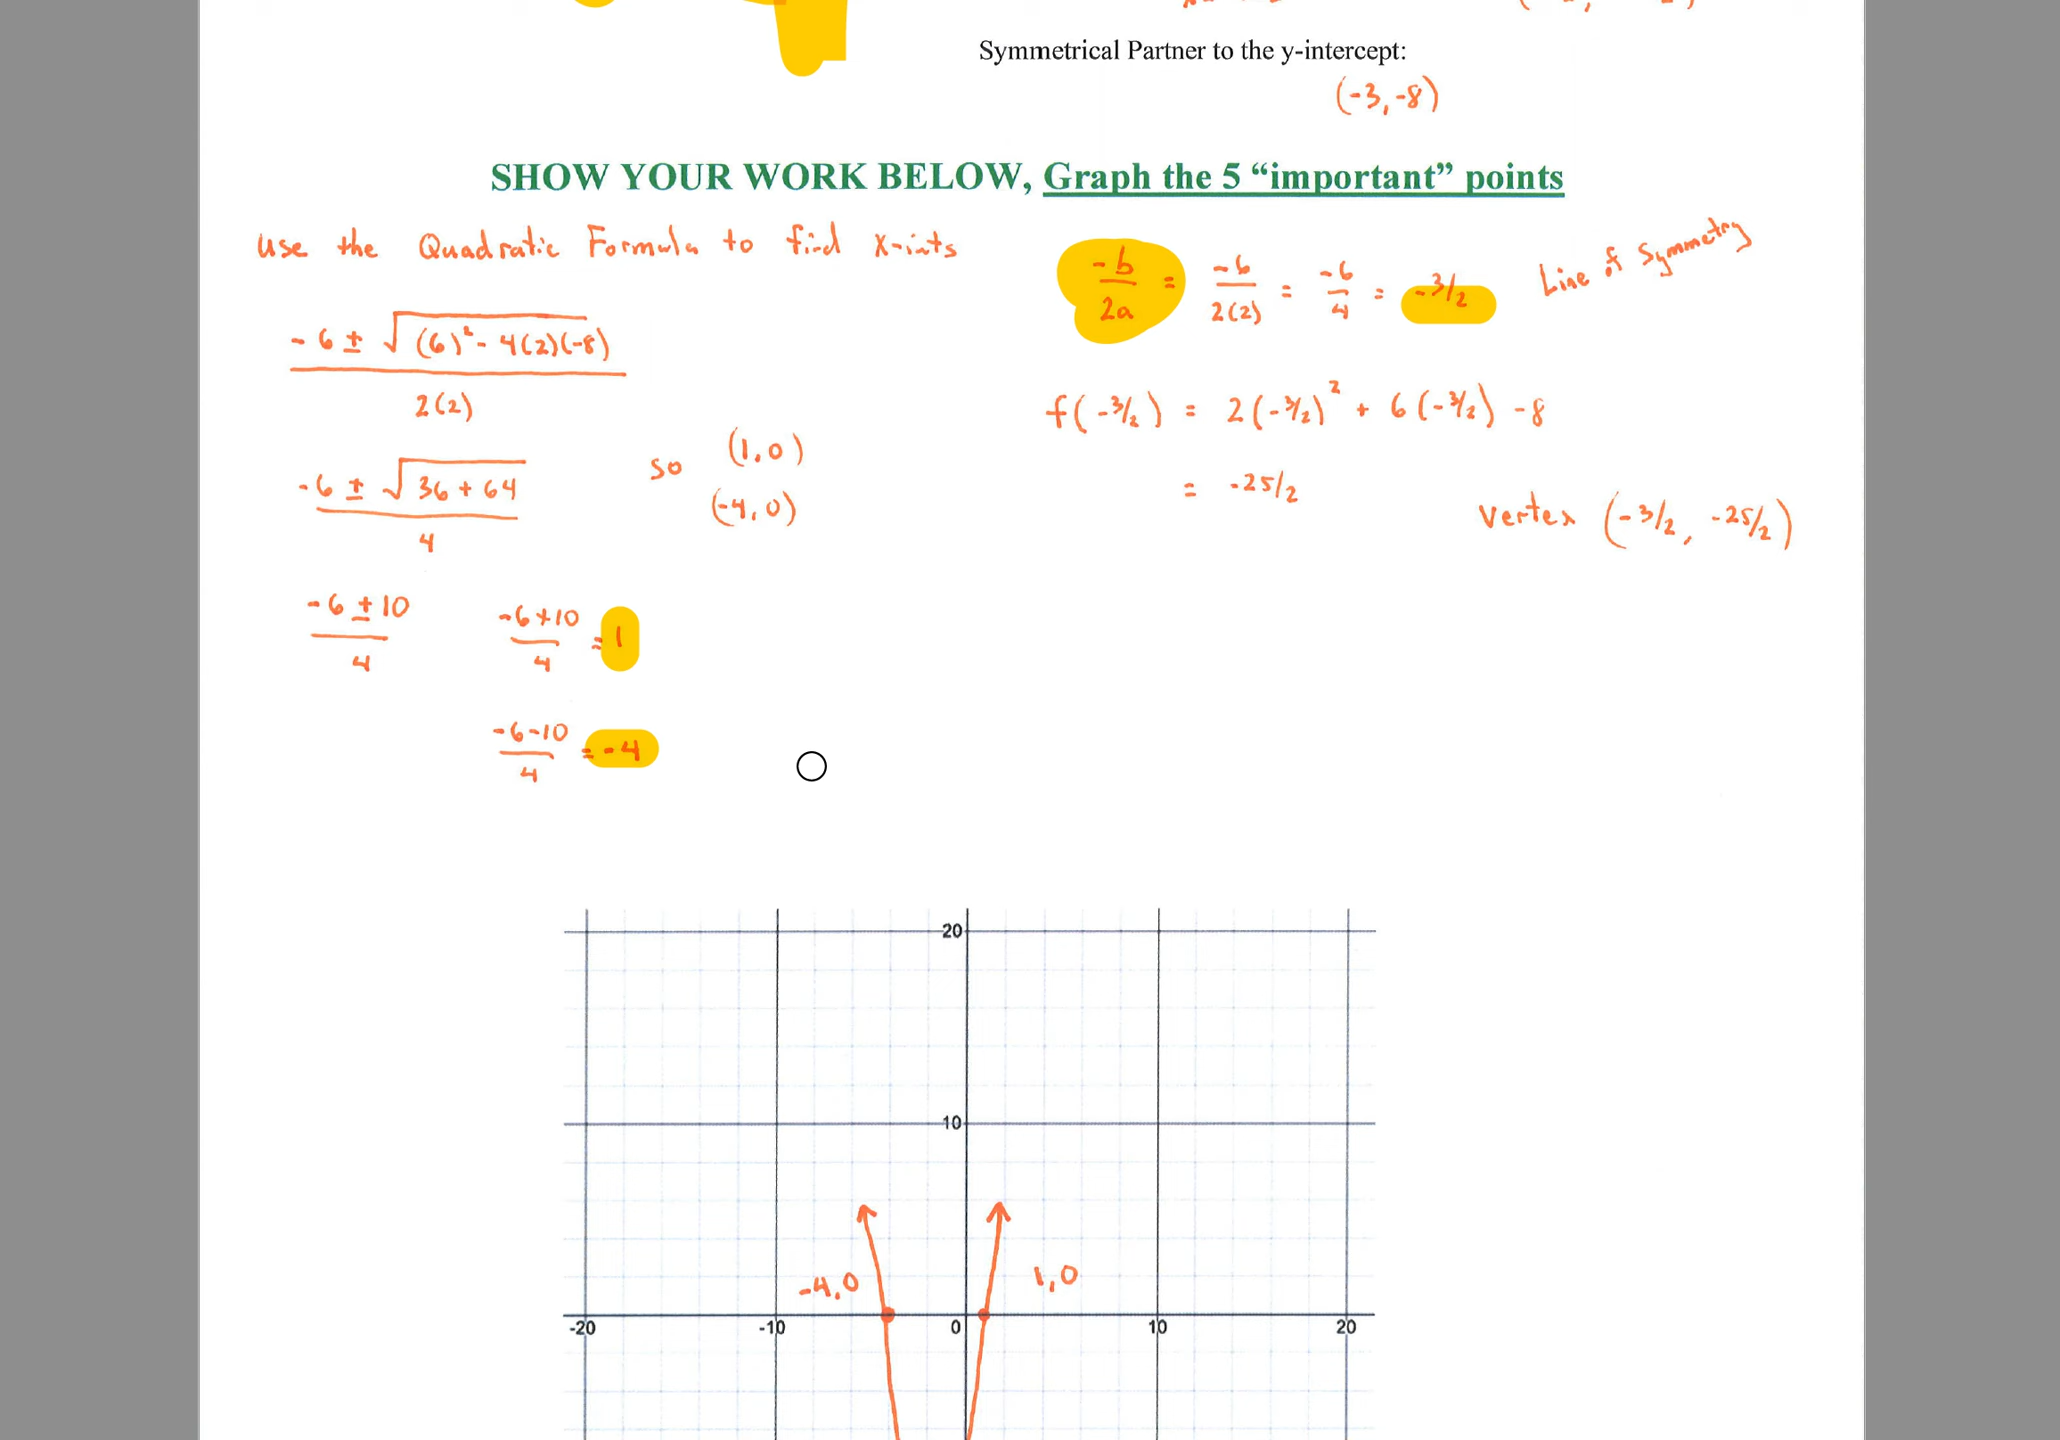 Symmetrical Partner to the y-intercept:
(-3, -8)
SHOW YOUR WORK BELOW, Graph the 5 “important” points
Use the Quadratic Formula to find x-ints
-6 ± √((6)² - 4(2)(-8))
2(2)
-6 ± √(36 + 64)
4
so (1, 0)
(-4, 0)
-6 ± 10
4
-6 + 10
4
= 1
-6 - 10
4
= -4
-b/2a = -6/2(2) = -6/4 = -3/2
Line of Symmetry
f(-3/2) = 2(-3/2)² + 6(-3/2) - 8
= -25/2
Vertex (-3/2, -25/2)
20
10
-4, 0
1, 0
-20 -10 0 10 20